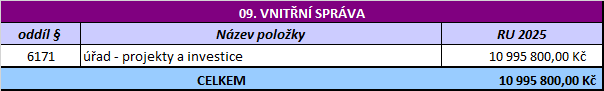 09. VNITŘNÍ SPRÁVA
oddíl § Název položky RU 2025
6171 úřad - projekty a investice 10 995 800,00 Kč
CELKEM 10 995 800,00 Kč